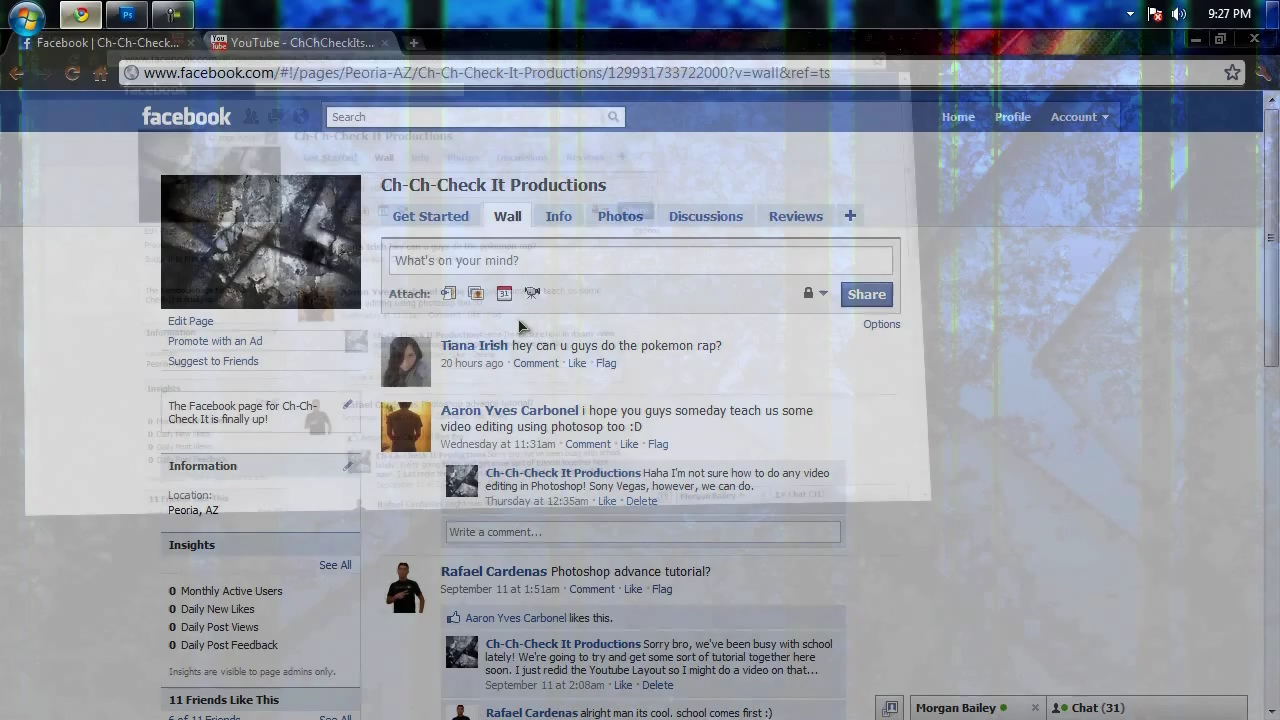 9:27 PM
Facebook | Ch-Ch-Check...
YouTube - ChChCheckIts...
www.facebook.com/#!/pages/Peoria-AZ/Ch-Ch-Check-It-Productions/129931733722000?v=wall&ref=ts
facebook
Search
Home Profile Account
Ch-Ch-Check It Productions
Get Started Wall Info Photos Discussions Reviews +
What's on your mind?
Attach: 31 Share
Options
Edit Page
Promote with an Ad
Suggest to Friends
The Facebook page for Ch-Ch-
Check It is finally up!
Information
Location:
Peoria, AZ
Insights
See All
0 Monthly Active Users
0 Daily New Likes
0 Daily Post Views
0 Daily Post Feedback
Insights are visible to page admins only.
11 Friends Like This
6 of 11 Friends See All
Tiana Irish hey can u guys do the pokemon rap?
20 hours ago · Comment · Like · Flag
Aaron Yves Carbonel i hope you guys someday teach us some
video editing using photosop too :D
Wednesday at 11:31am · Comment · Like · Flag
Ch-Ch-Check It Productions Haha I'm not sure how to do any video
editing in Photoshop! Sony Vegas, however, we can do.
Thursday at 12:35am · Like · Delete
Write a comment...
Rafael Cardenas Photoshop advance tutorial?
September 11 at 1:51am · Comment · Like · Flag
Aaron Yves Carbonel likes this.
Ch-Ch-Check It Productions Sorry bro, we've been busy with school
lately! We're going to try and get some sort of tutorial together here
soon. I just redid the Youtube Layout so I might do a video on that...
September 11 at 2:08am · Like · Delete
Rafael Cardenas alright man its cool. school comes first :)
Morgan Bailey
Chat (31)